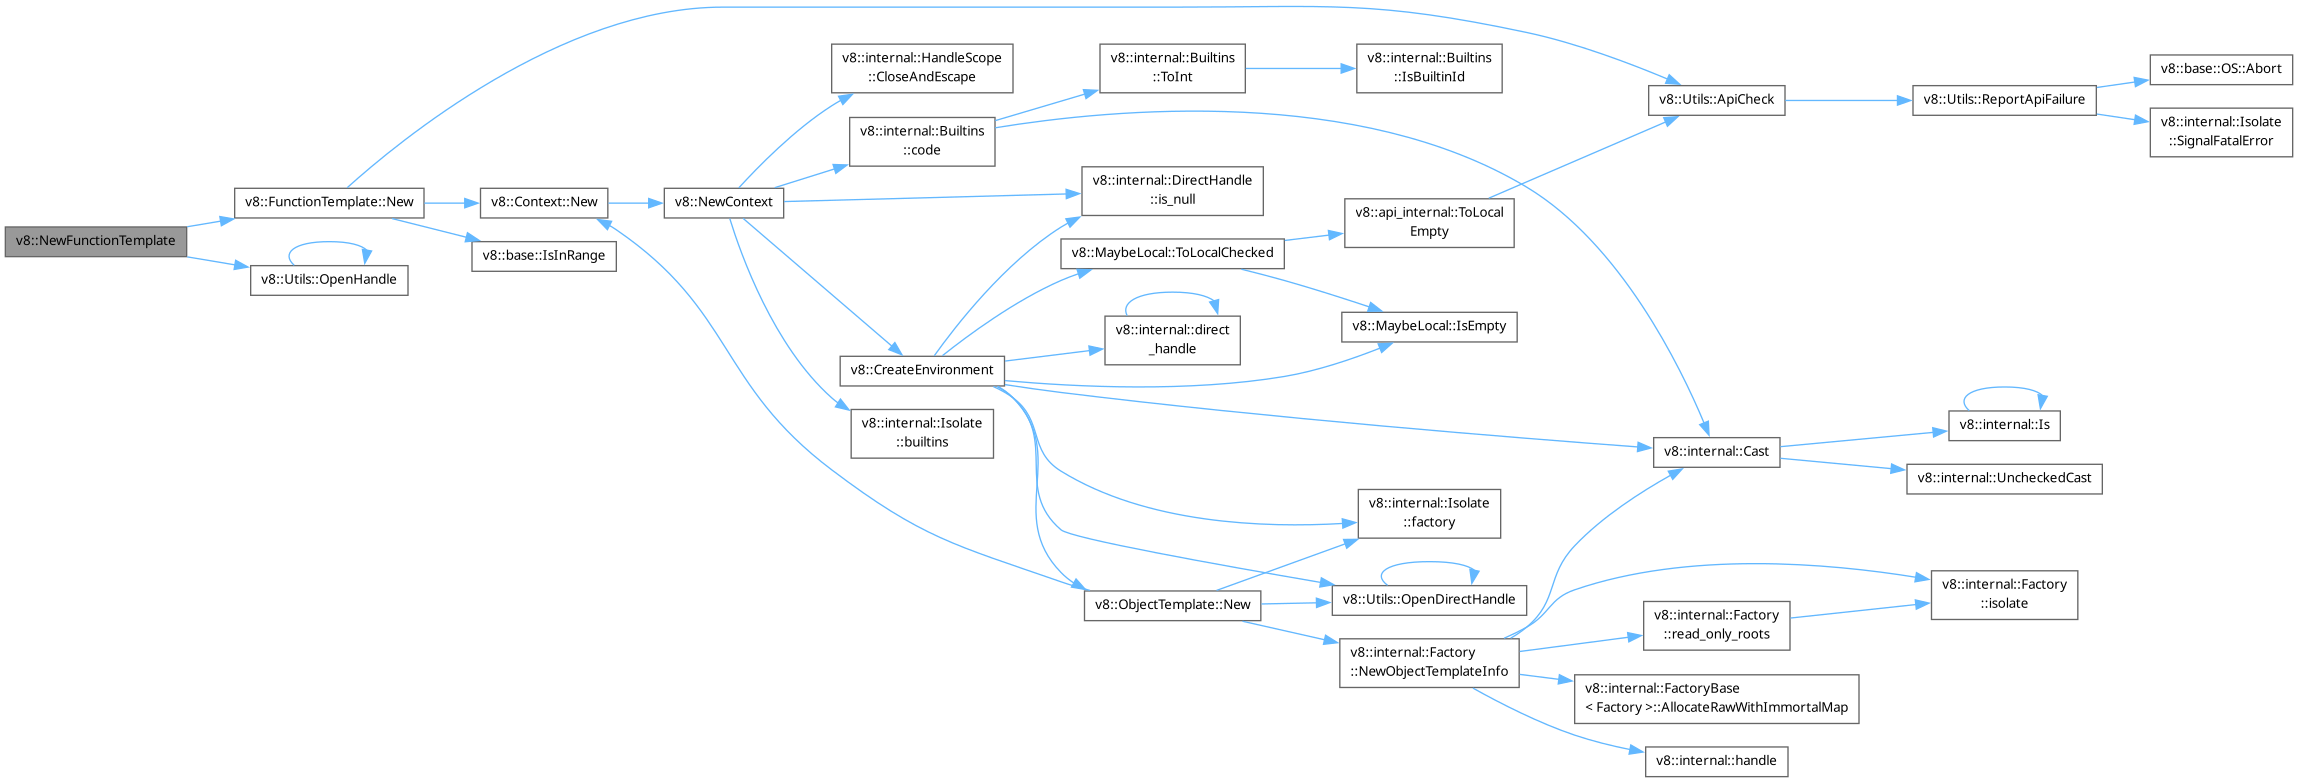 v8::NewFunctionTemplate
v8::FunctionTemplate::New
v8::Utils::OpenHandle
v8::Context::New
v8::base::IsInRange
v8::NewContext
v8::internal::HandleScope
::CloseAndEscape
v8::internal::Builtins
::code
v8::CreateEnvironment
v8::internal::Isolate
::builtins
v8::internal::Builtins
::ToInt
v8::internal::DirectHandle
::is_null
v8::MaybeLocal::ToLocalChecked
v8::internal::direct
_handle
v8::ObjectTemplate::New
v8::internal::Builtins
::IsBuiltinId
v8::api_internal::ToLocal
Empty
v8::MaybeLocal::IsEmpty
v8::internal::Isolate
::factory
v8::Utils::OpenDirectHandle
v8::internal::Factory
::NewObjectTemplateInfo
v8::Utils::ApiCheck
v8::internal::Cast
v8::internal::Factory
::read_only_roots
v8::internal::FactoryBase
< Factory >::AllocateRawWithImmortalMap
v8::internal::handle
v8::Utils::ReportApiFailure
v8::internal::Is
v8::internal::UncheckedCast
v8::internal::Factory
::isolate
v8::base::OS::Abort
v8::internal::Isolate
::SignalFatalError